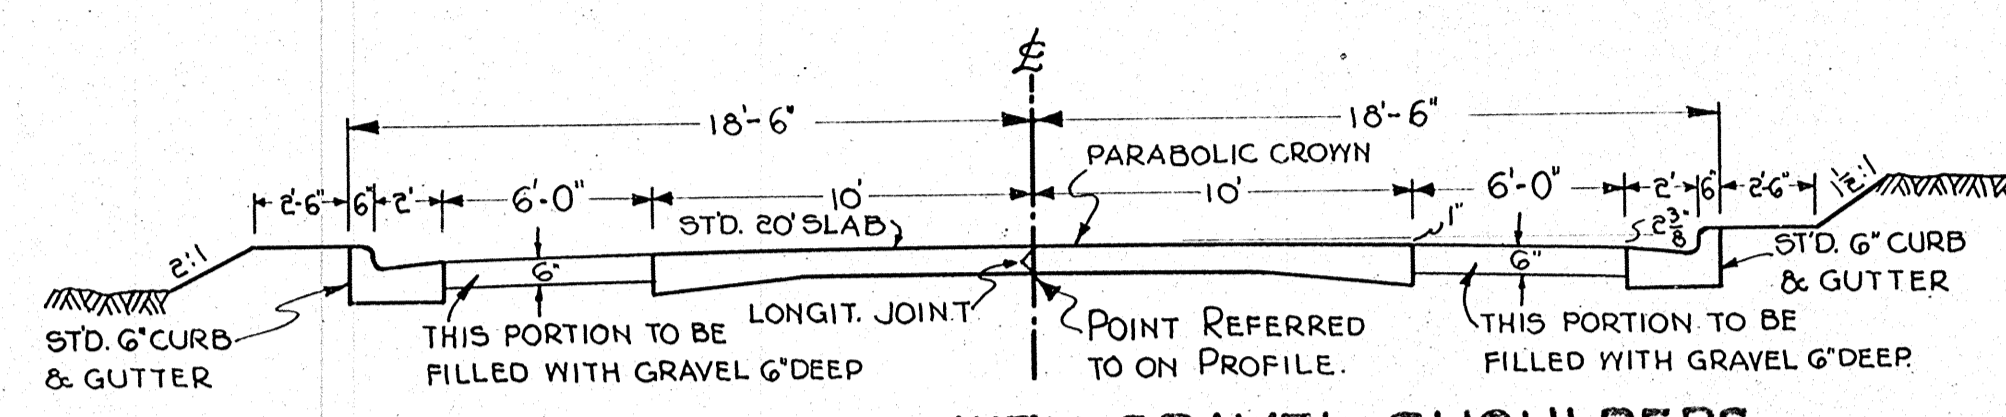 ℄
18'-6"
18'-6"
PARABOLIC CROWN
2'-6"
6"
2'
6'-0"
10'
10'
6'-0"
2'
6"
2'-6"
1½:1
STD. 20' SLAB
1"
2⅜"
2:1
6"
6"
ST'D. 6" CURB
& GUTTER
LONGIT. JOINT
ST'D. 6" CURB
& GUTTER
THIS PORTION TO BE
FILLED WITH GRAVEL 6" DEEP
POINT REFERRED
TO ON PROFILE.
THIS PORTION TO BE
FILLED WITH GRAVEL 6" DEEP.